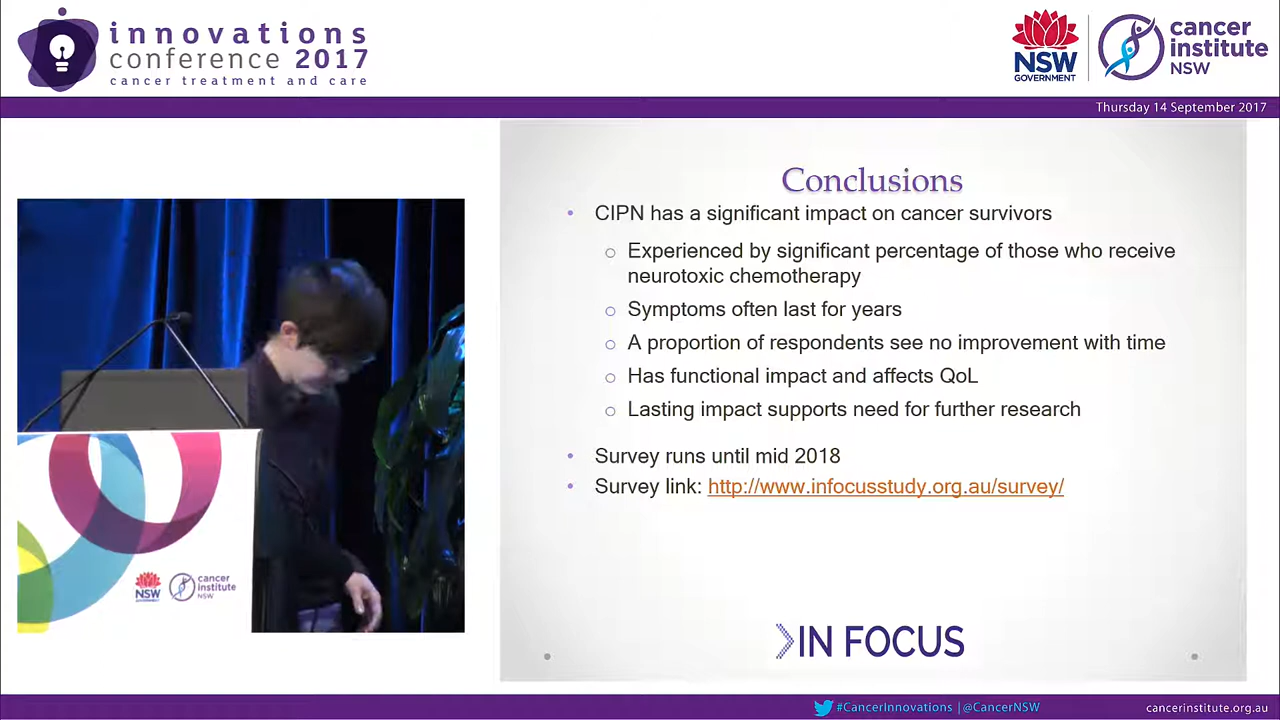 innovations
conference 2017
cancer treatment and care
NSW
GOVERNMENT
cancer
institute
NSW
Thursday 14 September 2017
Conclusions
• CIPN has a significant impact on cancer survivors
o Experienced by significant percentage of those who receive
neurotoxic chemotherapy
o Symptoms often last for years
o A proportion of respondents see no improvement with time
o Has functional impact and affects QoL
o Lasting impact supports need for further research
• Survey runs until mid 2018
• Survey link: http://www.infocusstudy.org.au/survey/
IN FOCUS
NSW
GOVERNMENT
cancer
institute
NSW
#CancerInnovations | @CancerNSW
cancerinstitute.org.au